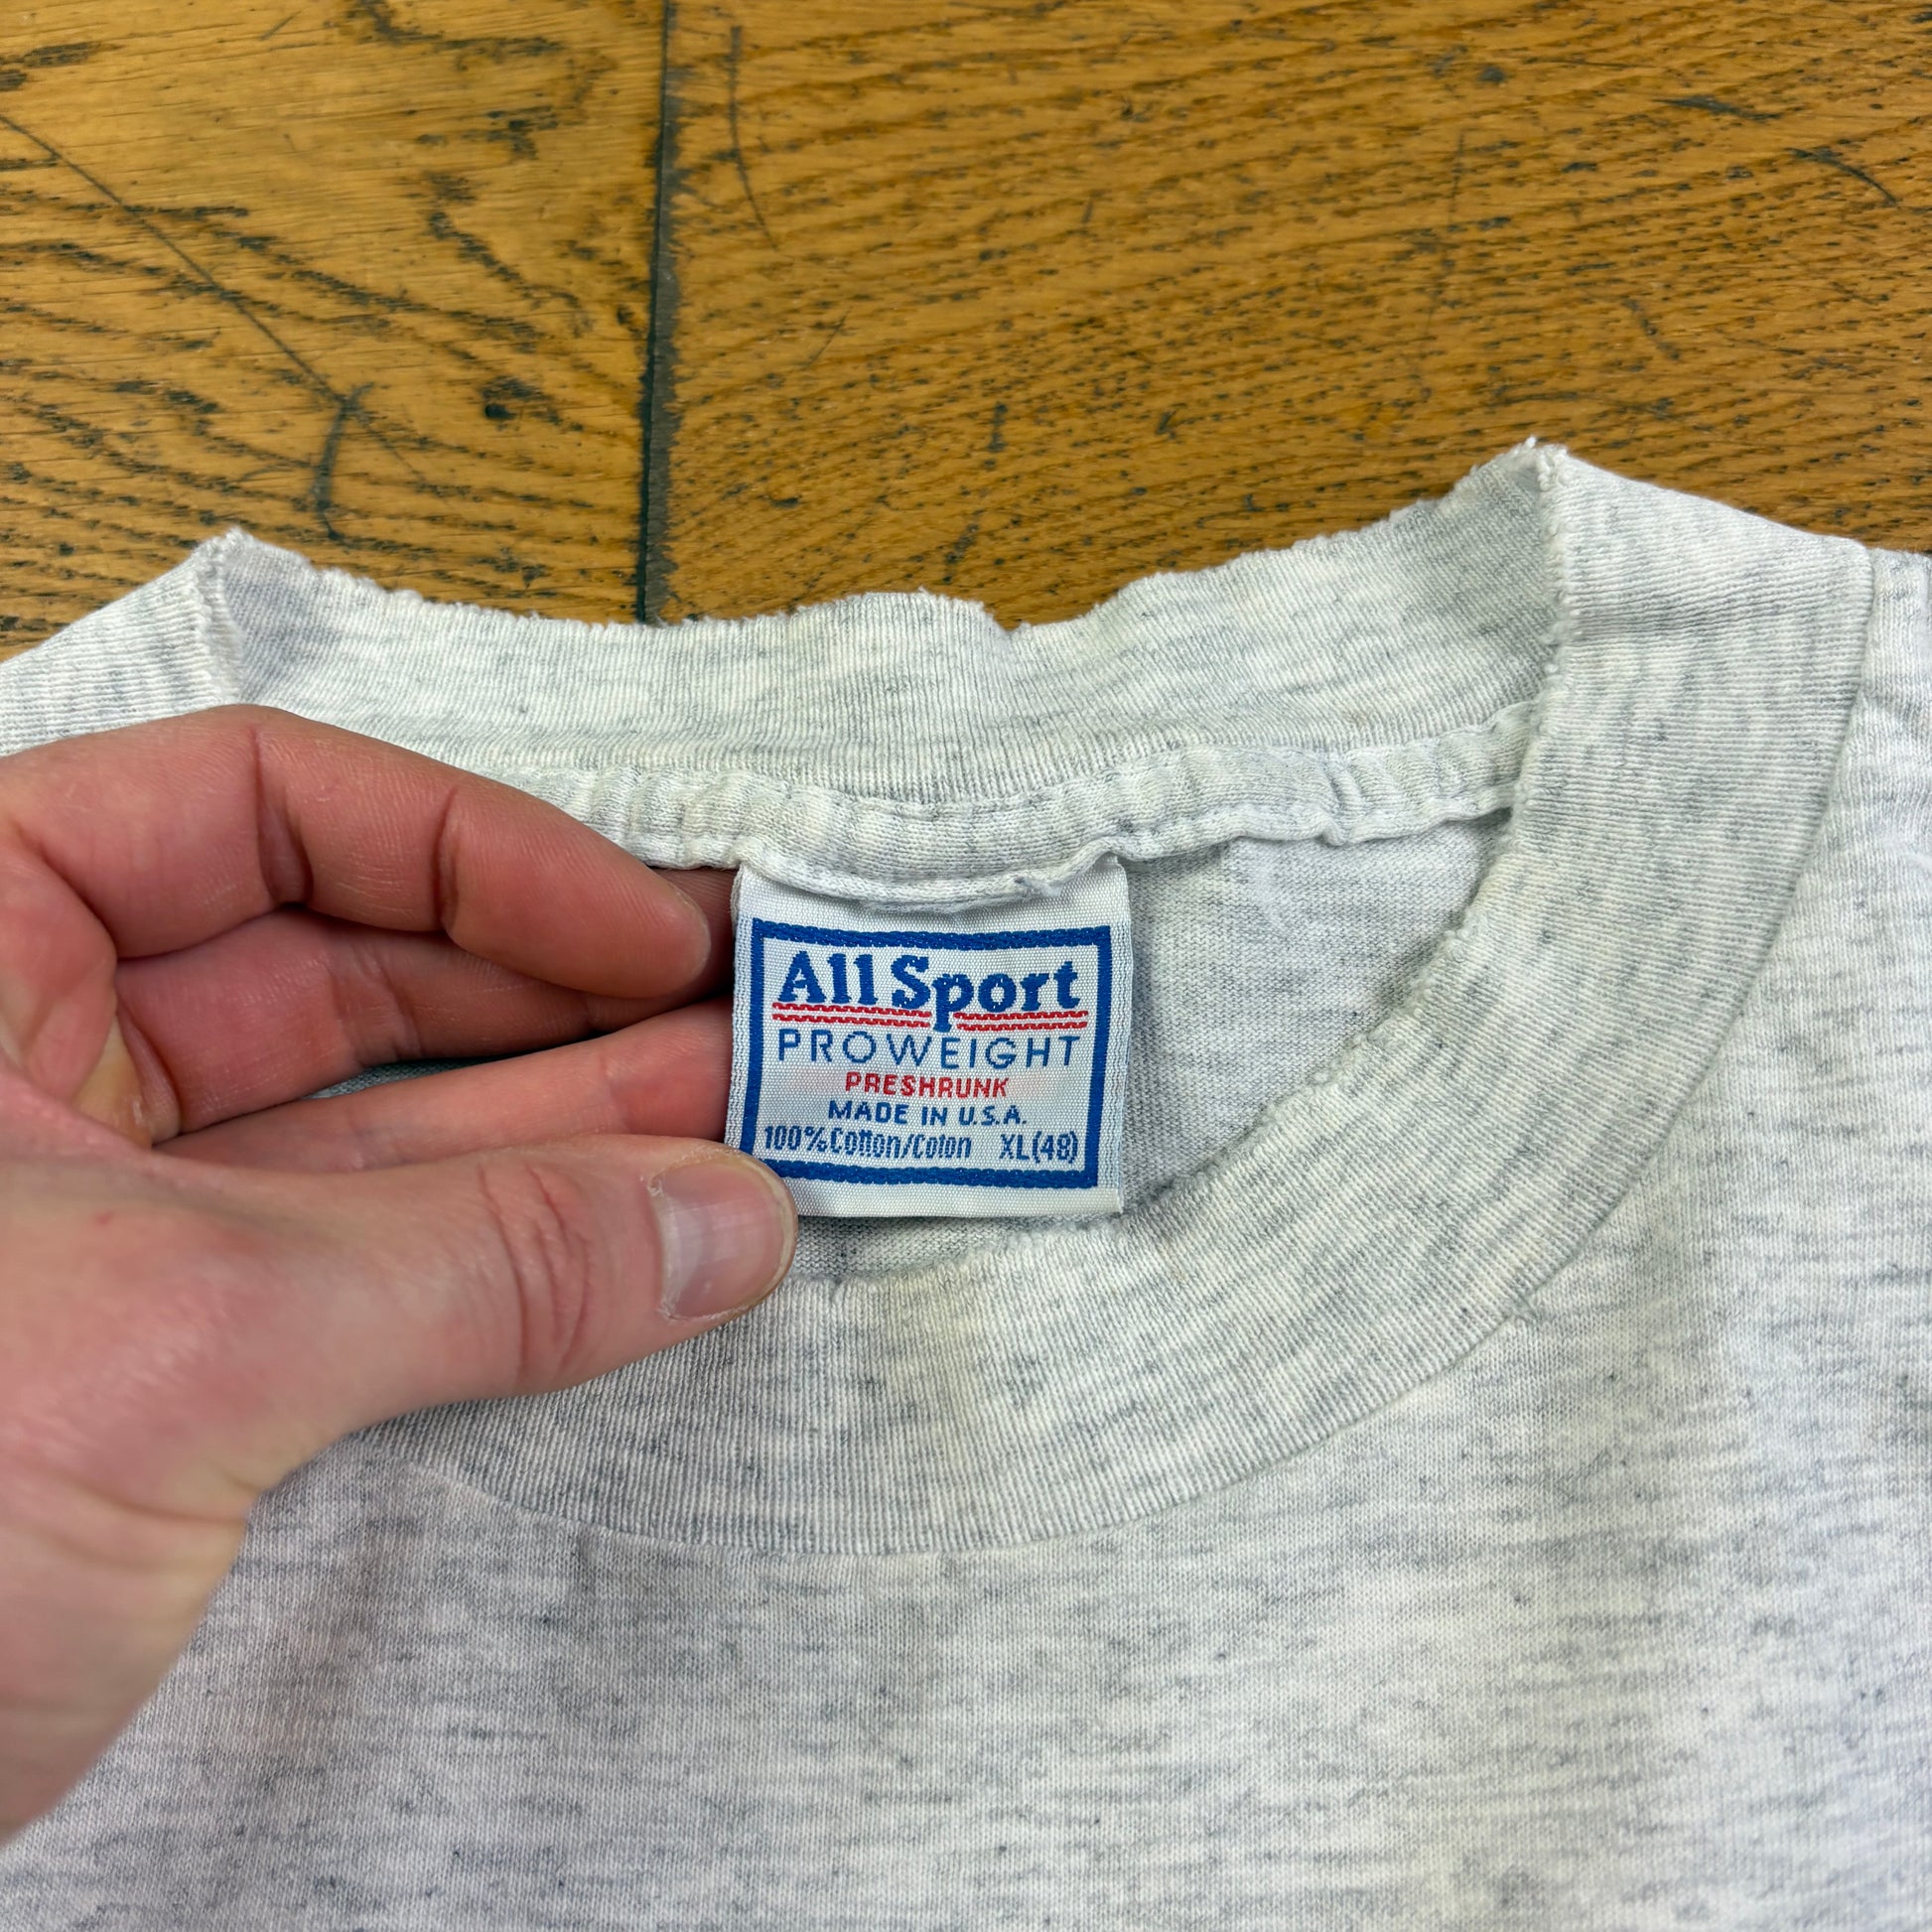 All Sport
PROWEIGHT
PRESHRUNK
MADE IN U.S.A.
100% Cotton/Coton XL(48)